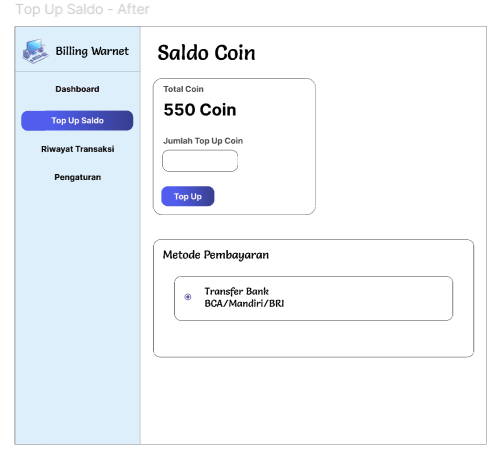 Top Up Saldo - After
Billing Warnet
Dashboard
Top Up Saldo
Riwayat Transaksi
Pengaturan
Saldo Coin
Total Coin
550 Coin
Jumlah Top Up Coin
Top Up
Metode Pembayaran
Transfer Bank
BCA/Mandiri/BRI